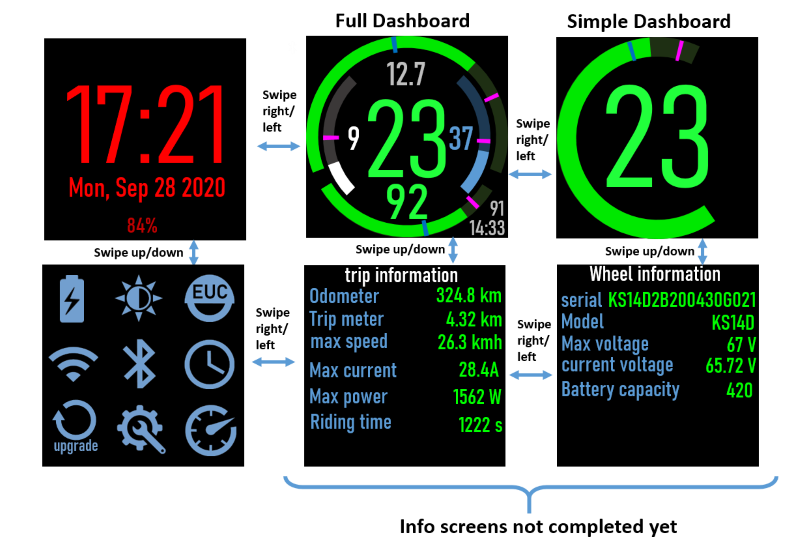 Full Dashboard
Simple Dashboard
17:21
Mon, Sep 28 2020
84%
Swipe
right/
left
12.7
9
23
37
92
91
14:33
Swipe
right/
left
23
Swipe up/down
Swipe up/down
Swipe up/down
EUC
upgrade
Swipe
right/
left
trip information
Odometer 324.8 km
Trip meter 4.32 km
max speed 26.3 kmh
Max current 28.4A
Max power 1562 W
Riding time 1222 s
Swipe
right/
left
Wheel information
serial KS14D2B200430G021
Model KS14D
Max voltage 67 V
current voltage 65.72 V
Battery capacity 420
Info screens not completed yet